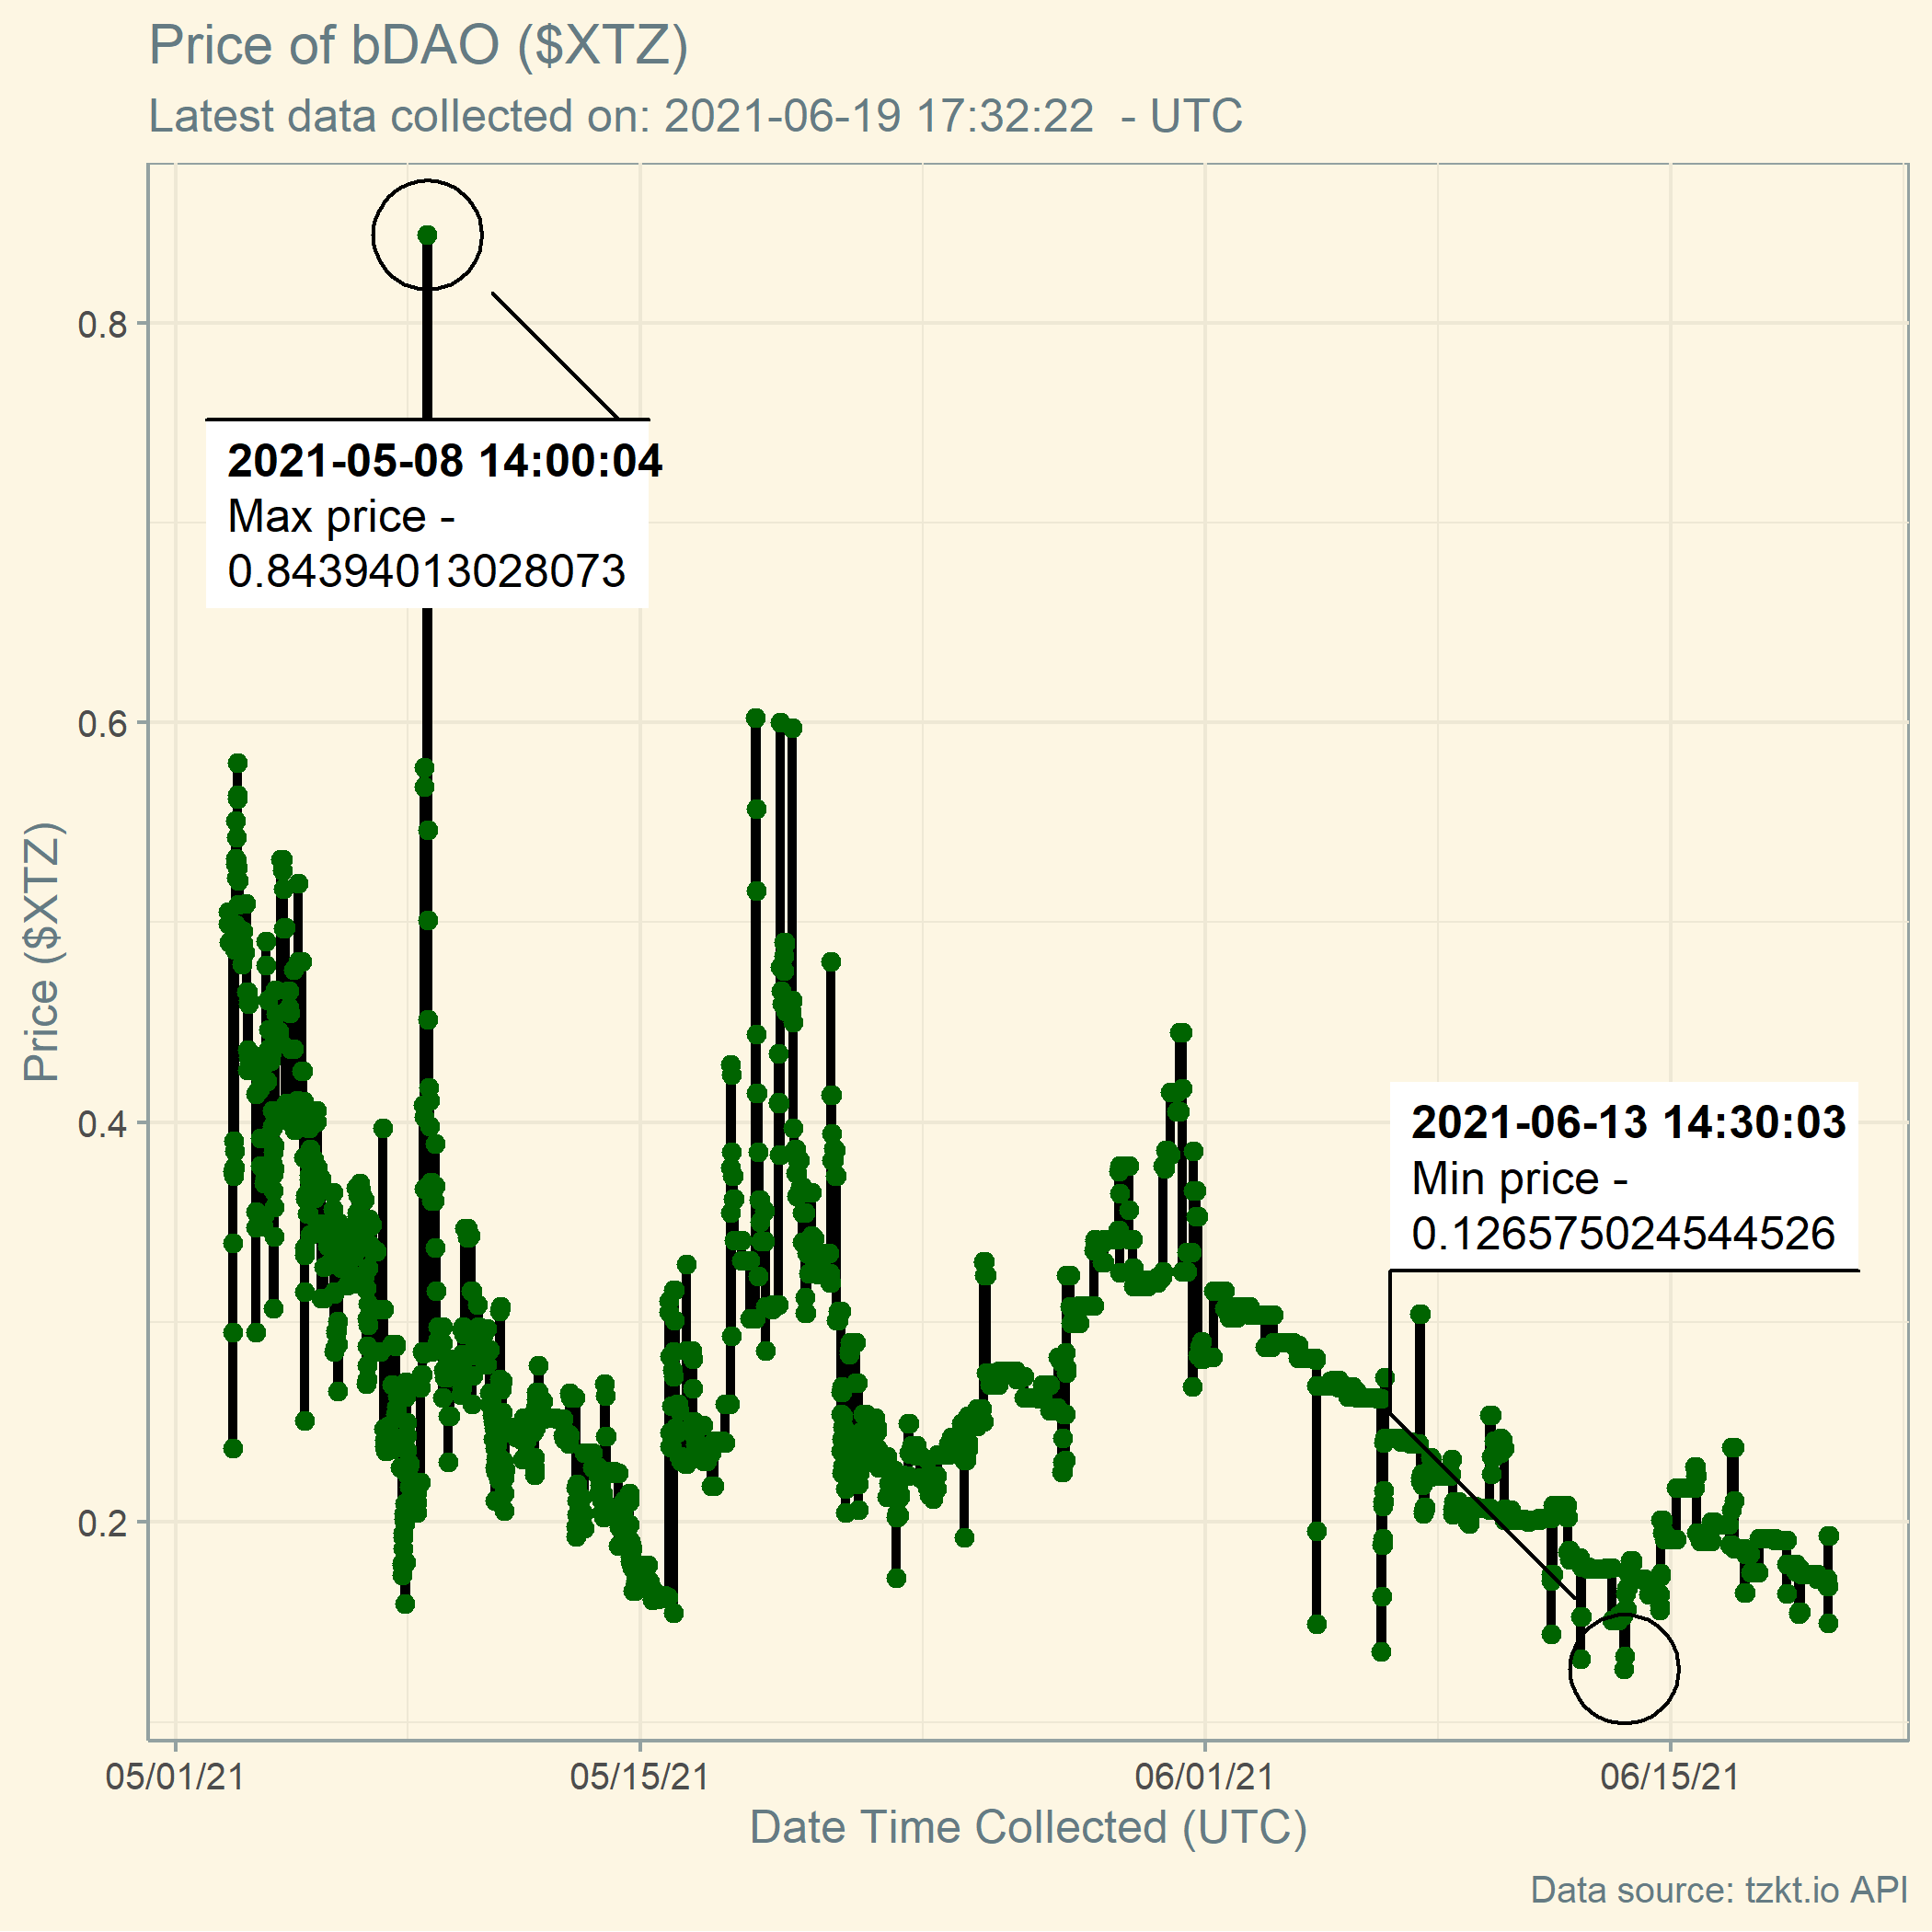 Price of bDAO ($XTZ)
Latest data collected on: 2021-06-19 17:32:22  - UTC
2021-05-08 14:00:04
Max price -
0.84394013028073
2021-06-13 14:30:03
Min price -
0.126575024544526
Price ($XTZ)
0.8
0.6
0.4
0.2
05/01/21
05/15/21
06/01/21
06/15/21
Date Time Collected (UTC)
Data source: tzkt.io API